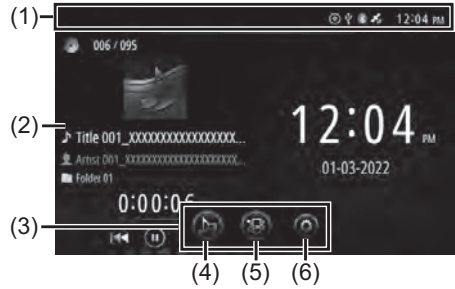 (1)
12:04 PM
006 / 095
(2)
Title 001_XXXXXXXXXXXXXXXXX...
Artist 001_XXXXXXXXXXXXXXXXX...
Folder 01
12:04 PM
01-03-2022
0:00:06
(3)
(4) (5) (6)